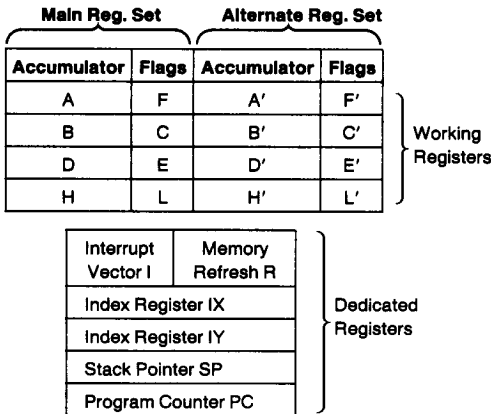 Main Reg. Set Alternate Reg. Set
Accumulator Flags Accumulator Flags
A F A′ F′
B C B′ C′
D E D′ E′
H L H′ L′
Working
Registers
Interrupt
Vector I
Memory
Refresh R
Index Register IX
Index Register IY
Stack Pointer SP
Program Counter PC
Dedicated
Registers